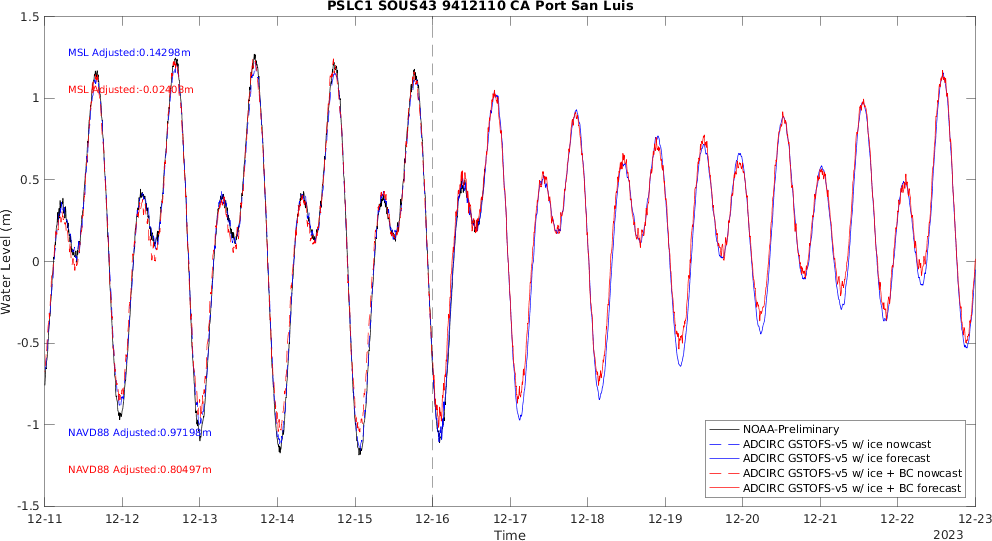 PSLC1 SOUS43 9412110 CA Port San Luis
1.5
1
0.5
0
-0.5
-1
-1.5
Water Level (m)
MSL Adjusted:0.14298m
MSL Adjusted:-0.02408m
NAVD88 Adjusted:0.97198m
NAVD88 Adjusted:0.80497m
NOAA-Preliminary
ADCIRC GSTOFS-v5 w/ ice nowcast
ADCIRC GSTOFS-v5 w/ ice forecast
ADCIRC GSTOFS-v5 w/ ice + BC nowcast
ADCIRC GSTOFS-v5 w/ ice + BC forecast
12-11 12-12 12-13 12-14 12-15 12-16 12-17 12-18 12-19 12-20 12-21 12-22 12-23
Time
2023